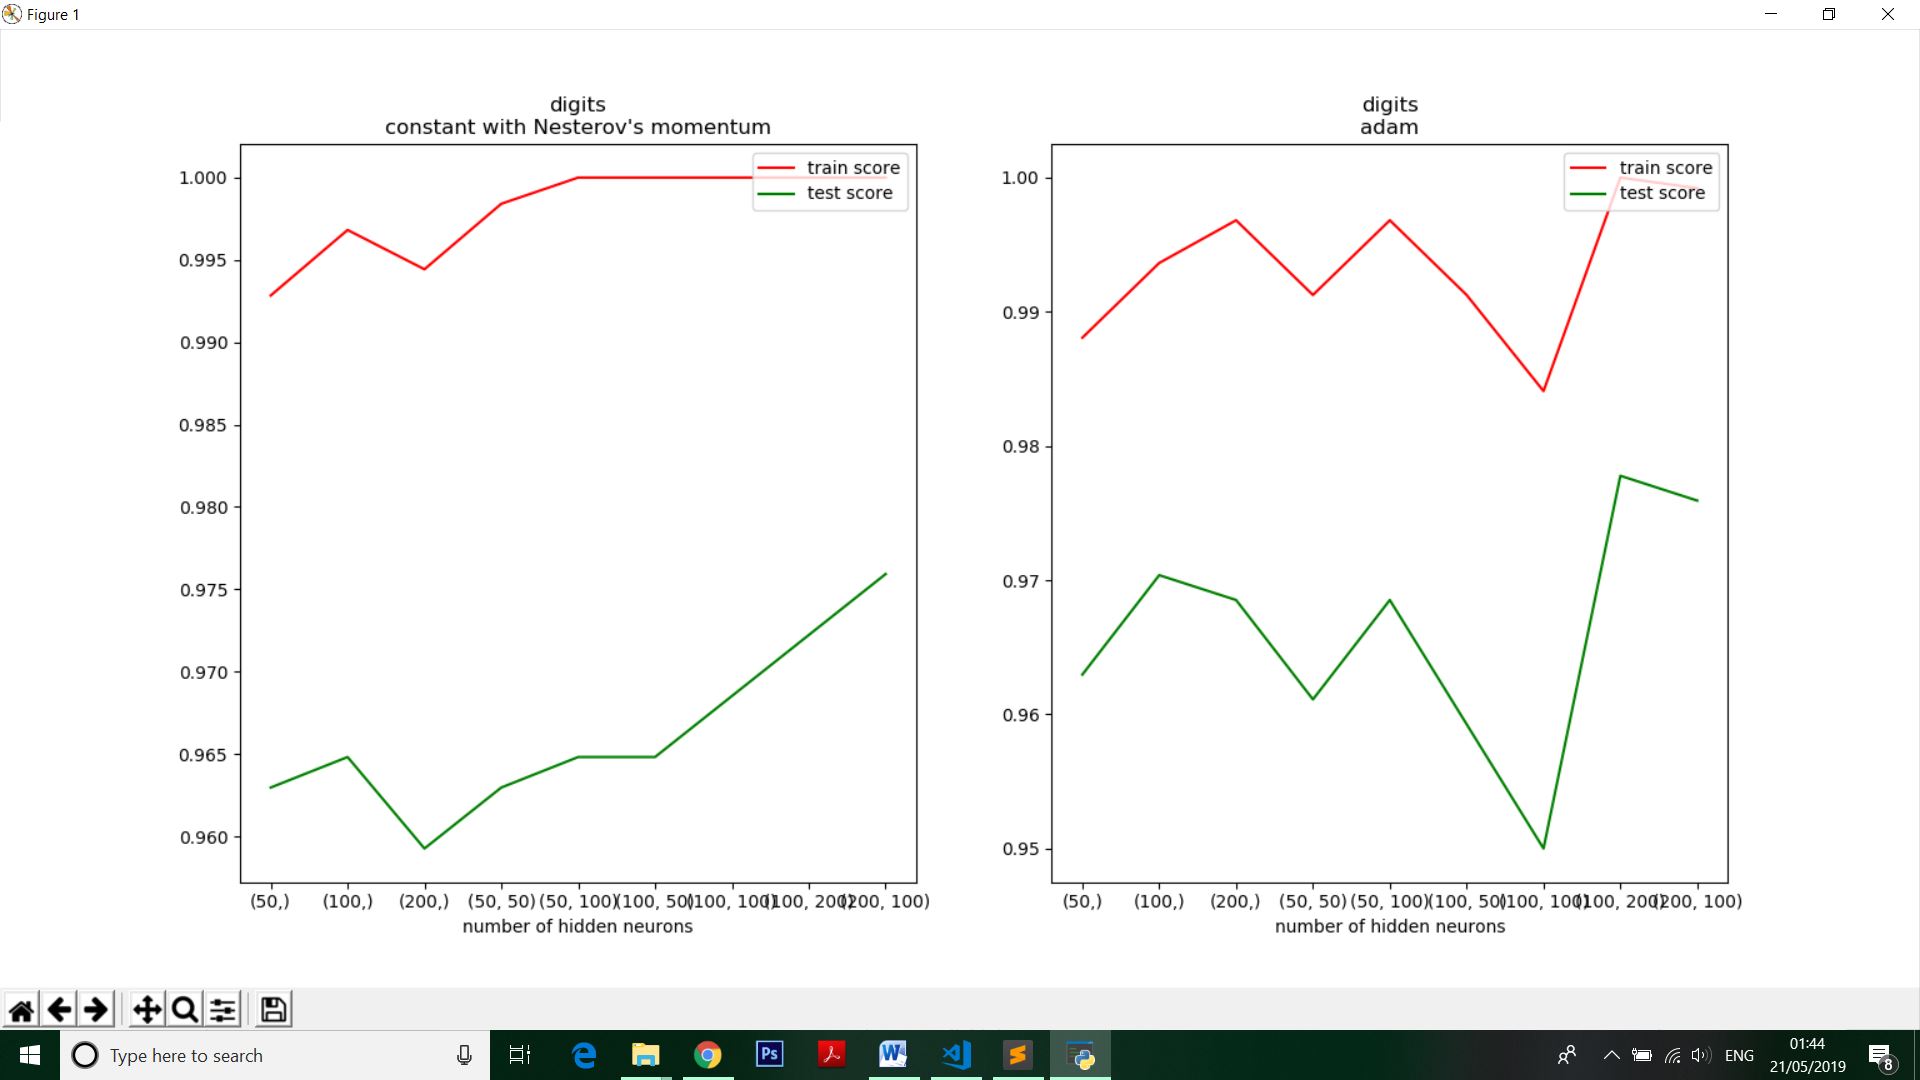 Figure 1
digits
constant with Nesterov's momentum
train score
test score
1.000
0.995
0.990
0.985
0.980
0.975
0.970
0.965
0.960
(50,) (100,) (200,) (50, 50) (50, 100) (100, 50) (100, 100) (100, 200) (200, 100)
number of hidden neurons
digits
adam
train score
test score
1.00
0.99
0.98
0.97
0.96
0.95
(50,) (100,) (200,) (50, 50) (50, 100) (100, 50) (100, 100) (100, 200) (200, 100)
number of hidden neurons
Type here to search
Ps
ENG
01:44
21/05/2019
8